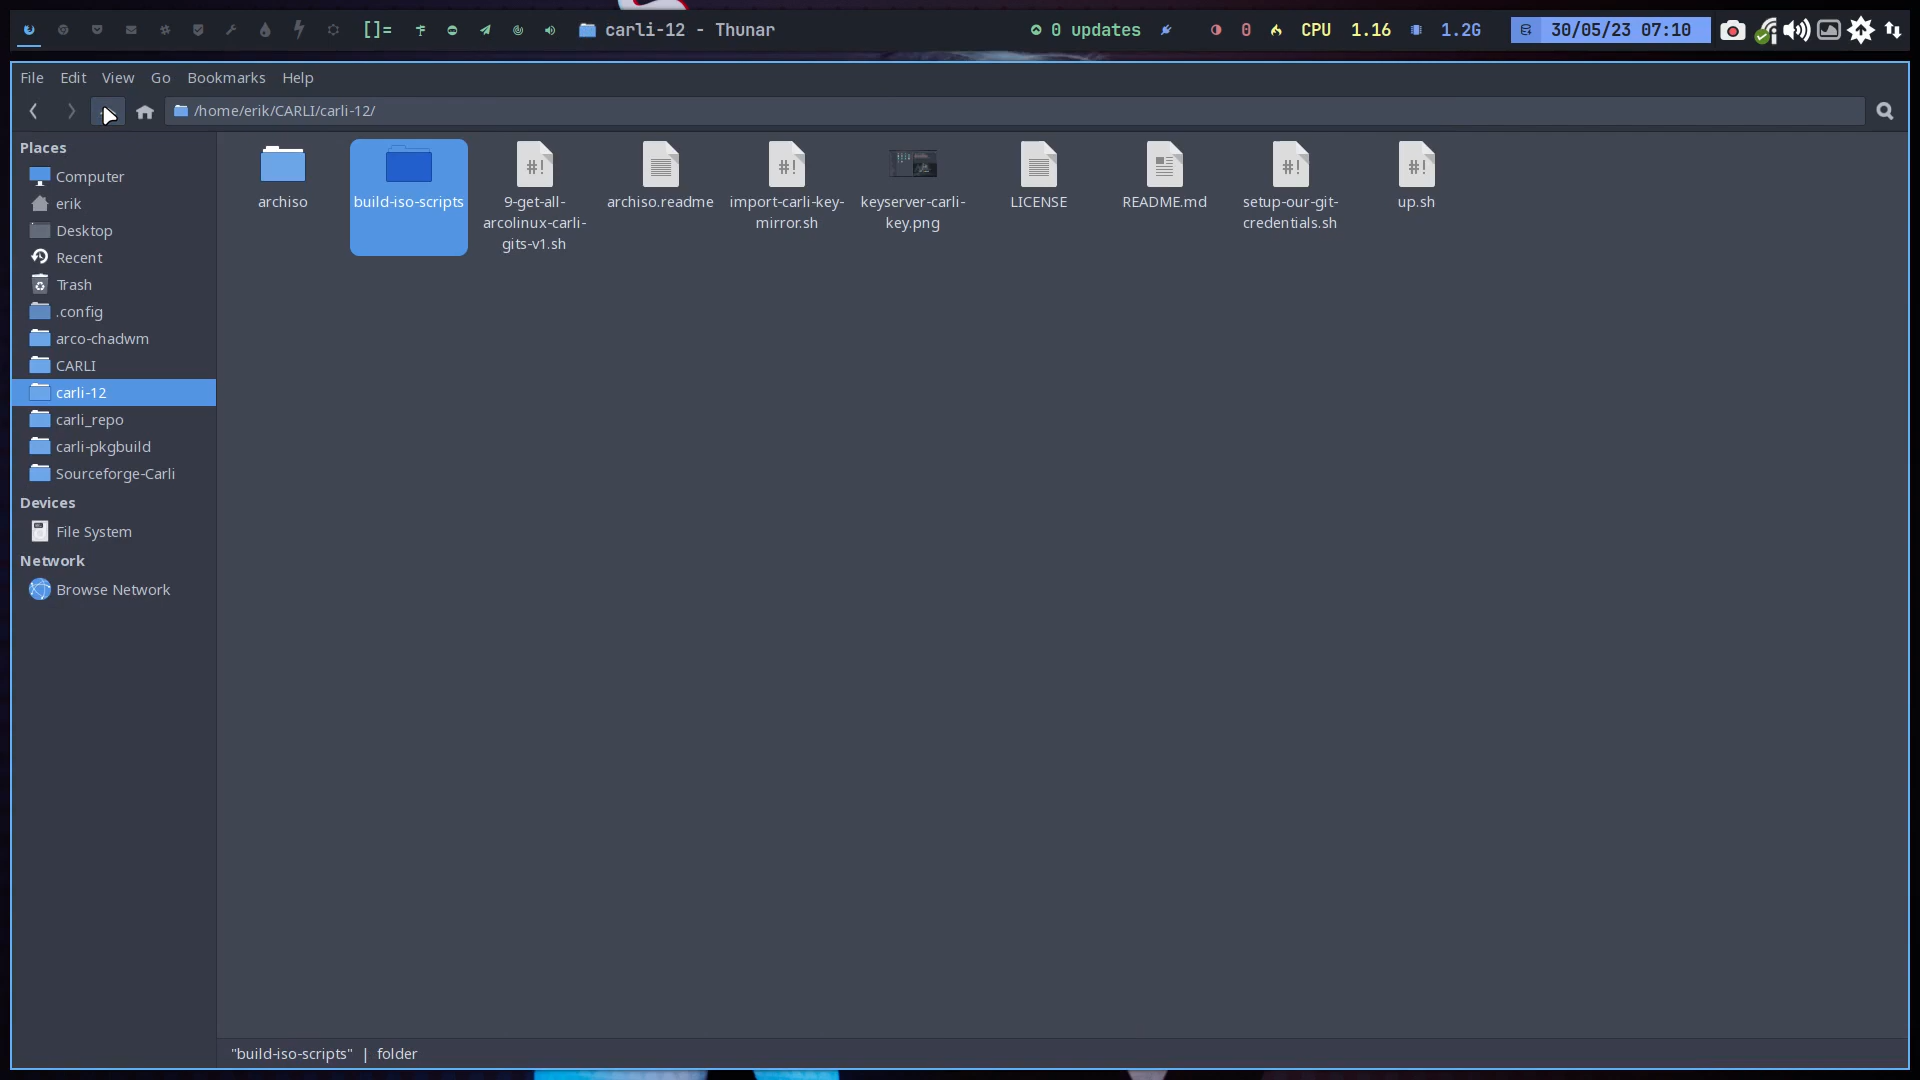 []= carli-12 - Thunar 0 updates 0 CPU 1.16 1.2G 30/05/23 07:10
File Edit View Go Bookmarks Help
/home/erik/CARLI/carli-12/
Places
Computer
erik
Desktop
Recent
Trash
.config
arco-chadwm
CARLI
carli-12
carli_repo
carli-pkgbuild
Sourceforge-Carli
Devices
File System
Network
Browse Network
archiso
build-iso-scripts
9-get-all-
arcolinux-carli-
gits-v1.sh
archiso.readme
import-carli-key-
mirror.sh
keyserver-carli-
key.png
LICENSE
README.md
setup-our-git-
credentials.sh
up.sh
"build-iso-scripts" | folder